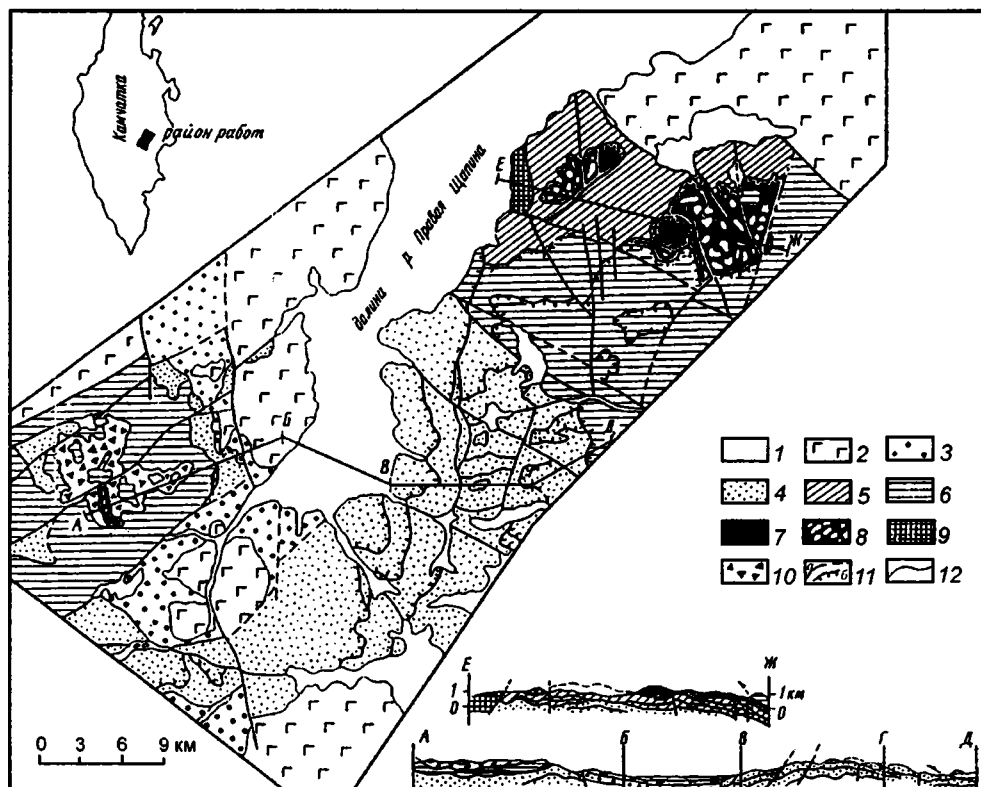 Камчатка
район работ
долина
р Правая Щапина
Е
Ж
Б
В
Д
А
Г
1
2
3
4
5
6
7
8
9
10
11
12
0 3 6 9 км
Е
Ж
1
0
1 км
0
А
Б
В
Г
Д